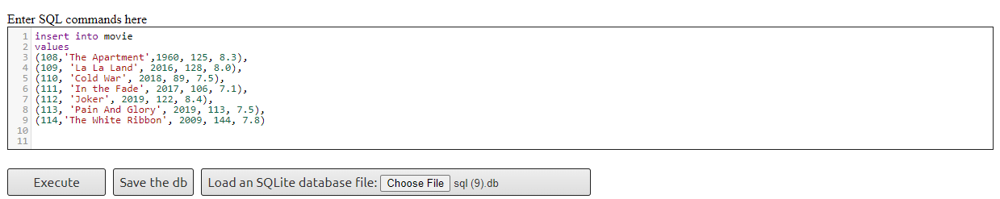 Enter SQL commands here
1 insert into movie
2 values
3 (108,'The Apartment',1960, 125, 8.3),
4 (109, 'La La Land', 2016, 128, 8.0),
5 (110, 'Cold War', 2018, 89, 7.5),
6 (111, 'In the Fade', 2017, 106, 7.1),
7 (112, 'Joker', 2019, 122, 8.4),
8 (113, 'Pain And Glory', 2019, 113, 7.5),
9 (114,'The White Ribbon', 2009, 144, 7.8)
10
11
Execute Save the db Load an SQLite database file: Choose File sql (9).db